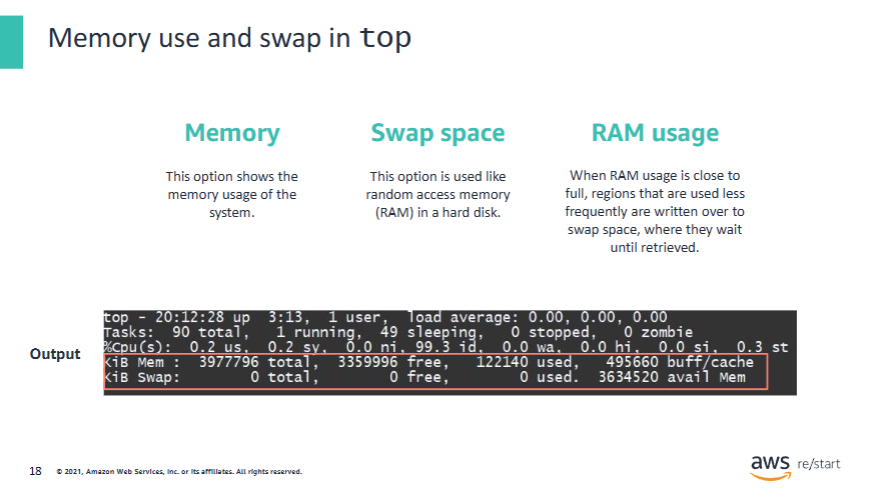 Memory use and swap in top
Memory
This option shows the
memory usage of the
system.
Swap space
This option is used like
random access memory
(RAM) in a hard disk.
RAM usage
When RAM usage is close to
full, regions that are used less
frequently are written over to
swap space, where they wait
until retrieved.
Output
top - 20:12:28 up  3:13,  1 user,  load average: 0.00, 0.00, 0.00
Tasks:  90 total,   1 running,  49 sleeping,   0 stopped,   0 zombie
%Cpu(s):  0.2 us,  0.2 sy,  0.0 ni, 99.3 id,  0.0 wa,  0.0 hi,  0.0 si,  0.3 st
KiB Mem :  3977796 total,  3359996 free,   122140 used,   495660 buff/cache
KiB Swap:        0 total,        0 free,        0 used.  3634520 avail Mem
18
© 2021, Amazon Web Services, Inc. or its affiliates. All rights reserved.
aws re/start